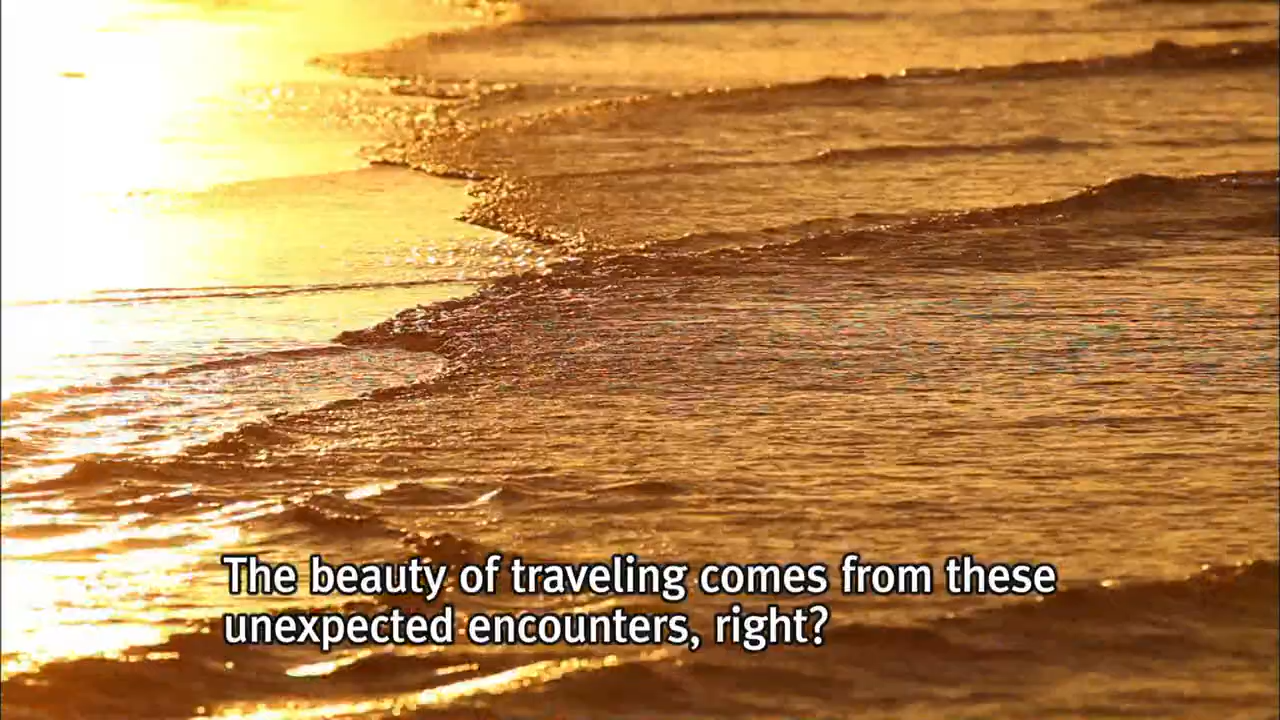 The beauty of traveling comes from these
unexpected encounters, right?